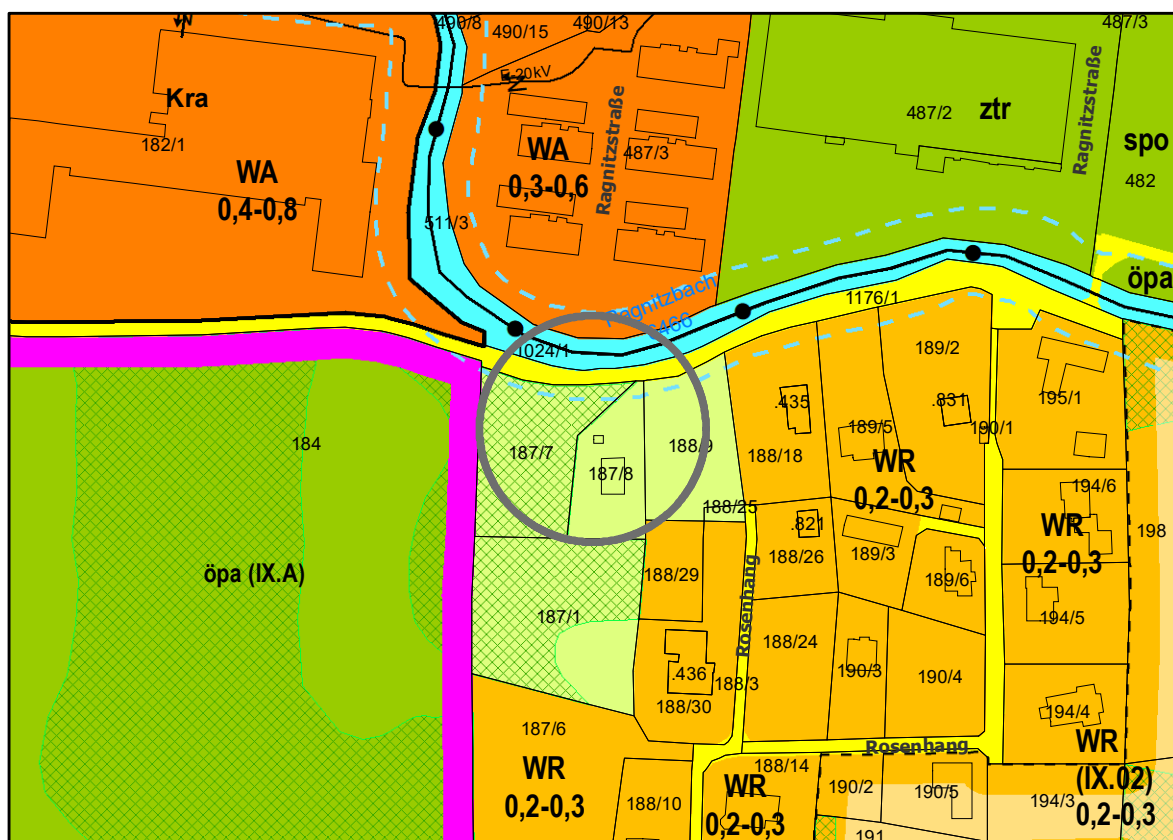 490/8
490/15
490/13
487/3
E-20kV
Kra
182/1
WA
0,4-0,8
511/3
WA
0,3-0,6
487/3
Ragnitzstraße
487/2
ztr
Ragnitzstraße
spo
482
öpa
Ragnitzbach
1176/1
1024/1
184
öpa (IX.A)
187/7
187/8
188/9
188/25
.435
188/18
189/2
.831
189/5
190/1
195/1
WR
0,2-0,3
194/6
WR
0,2-0,3
198
.821
188/26
189/3
189/6
188/29
187/1
Rosenhang
188/24
194/5
.436
188/3
190/3
190/4
188/30
194/4
187/6
WR
0,2-0,3
Rosenhang
188/14
WR
0,2-0,3
188/10
190/2
190/5
194/3
WR
(IX.02)
0,2-0,3
191